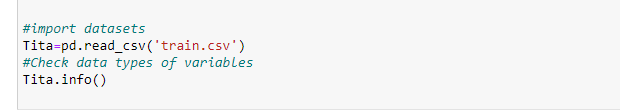 #import datasets
Tita=pd.read_csv('train.csv')
#Check data types of variables
Tita.info()